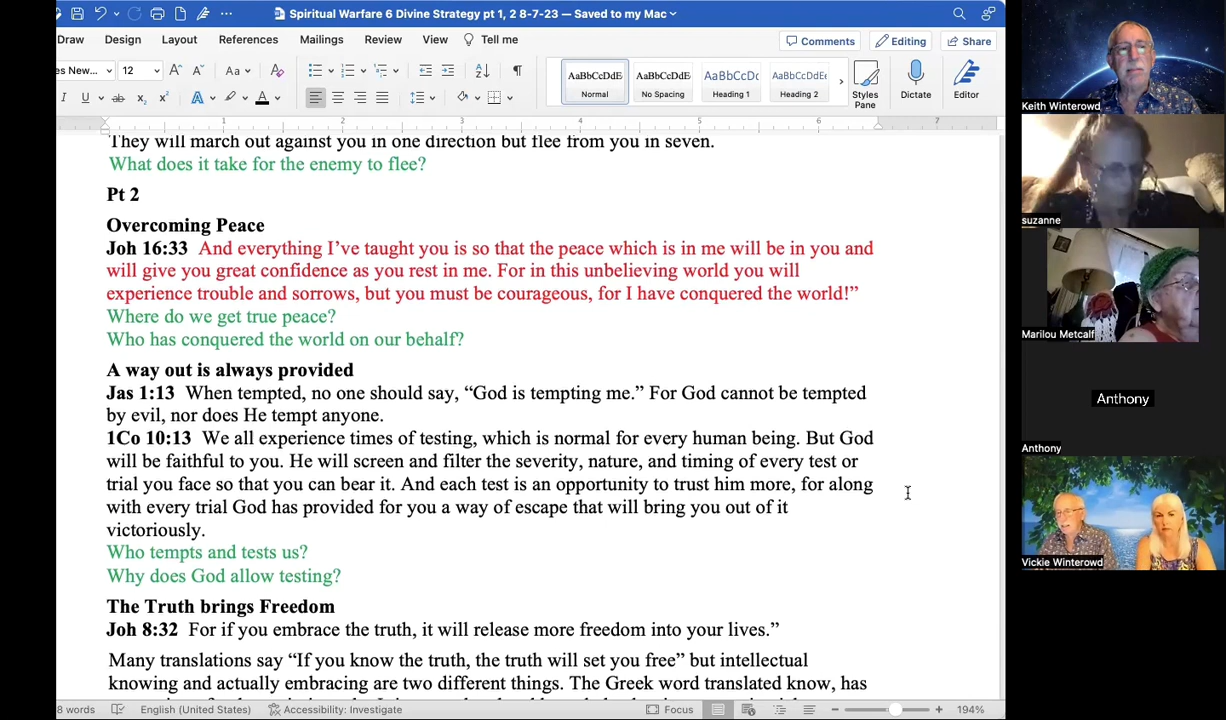 Spiritual Warfare 6 Divine Strategy pt 1, 2 8-7-23 — Saved to my Mac
Draw Design Layout References Mailings Review View Tell me Comments Editing Share
es New... 12 Aa
AaBbCcDdE AaBbCcDdE AaBbCcDc AaBbCcDdEe
Normal No Spacing Heading 1 Heading 2 Styles Pane Dictate Editor
1 2 3 4 5 6 7
They will march out against you in one direction but flee from you in seven.
What does it take for the enemy to flee?
Pt 2
Overcoming Peace
Joh 16:33 And everything I’ve taught you is so that the peace which is in me will be in you and
will give you great confidence as you rest in me. For in this unbelieving world you will
experience trouble and sorrows, but you must be courageous, for I have conquered the world!”
Where do we get true peace?
Who has conquered the world on our behalf?
A way out is always provided
Jas 1:13 When tempted, no one should say, “God is tempting me.” For God cannot be tempted
by evil, nor does He tempt anyone.
1Co 10:13 We all experience times of testing, which is normal for every human being. But God
will be faithful to you. He will screen and filter the severity, nature, and timing of every test or
trial you face so that you can bear it. And each test is an opportunity to trust him more, for along
with every trial God has provided for you a way of escape that will bring you out of it
victoriously.
Who tempts and tests us?
Why does God allow testing?
The Truth brings Freedom
Joh 8:32 For if you embrace the truth, it will release more freedom into your lives.”
Many translations say “If you know the truth, the truth will set you free” but intellectual
knowing and actually embracing are two different things. The Greek word translated know, has
8 words English (United States) Accessibility: Investigate Focus 194%
Keith Winterowd
suzanne
Marilou Metcalf
Anthony
Anthony
Vickie Winterowd